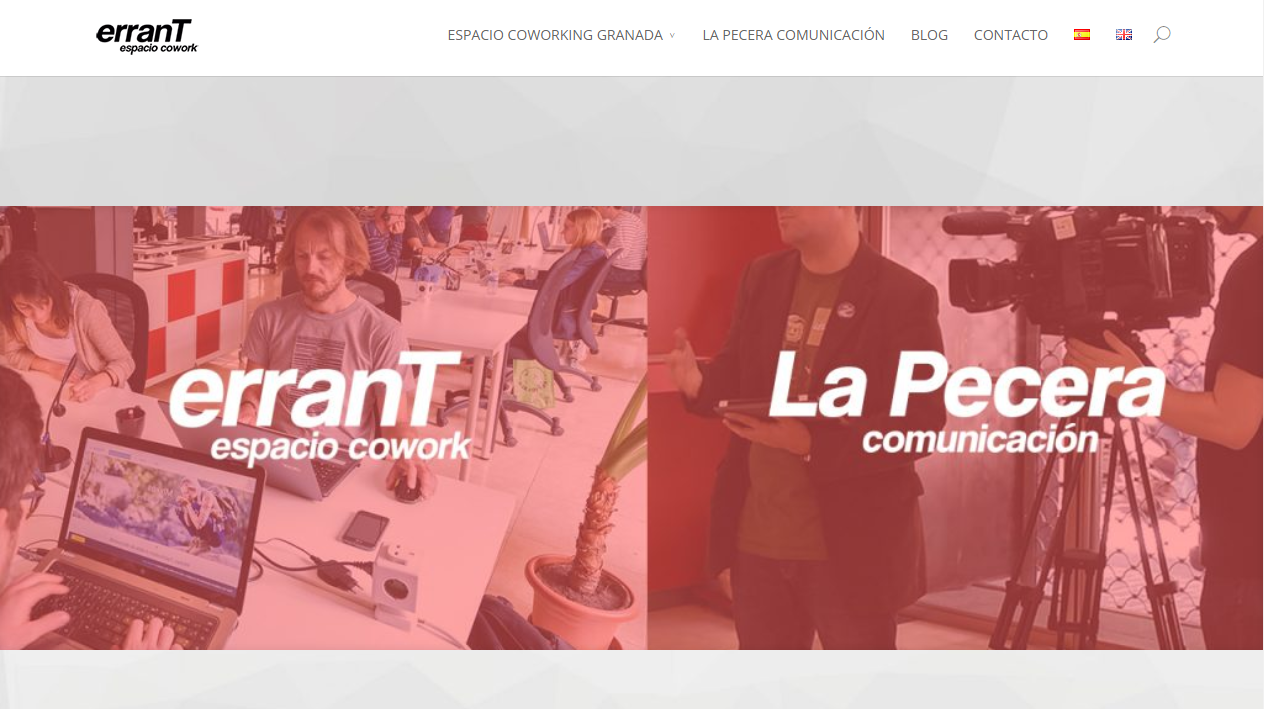 erranT
espacio cowork
ESPACIO COWORKING GRANADA
LA PECERA COMUNICACIÓN
BLOG
CONTACTO
erranT
espacio cowork
La Pecera
comunicación